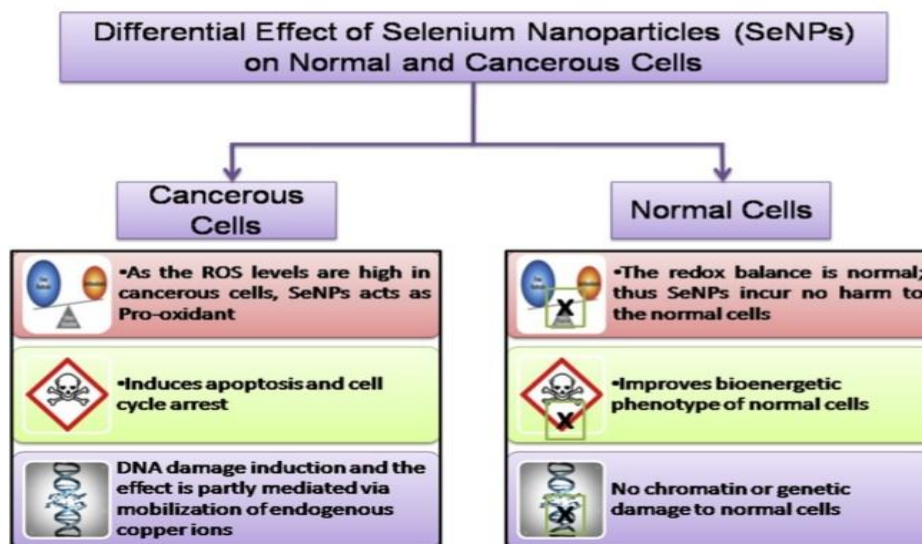 Differential Effect of Selenium Nanoparticles (SeNPs)
on Normal and Cancerous Cells
Cancerous
Cells
•As the ROS levels are high in
cancerous cells, SeNPs acts as
Pro-oxidant
•Induces apoptosis and cell
cycle arrest
DNA damage induction and the
effect is partly mediated via
mobilization of endogenous
copper ions
Normal Cells
•The redox balance is normal;
thus SeNPs incur no harm to
the normal cells
X
•Improves bioenergetic
phenotype of normal cells
X
No chromatin or genetic
damage to normal cells
X